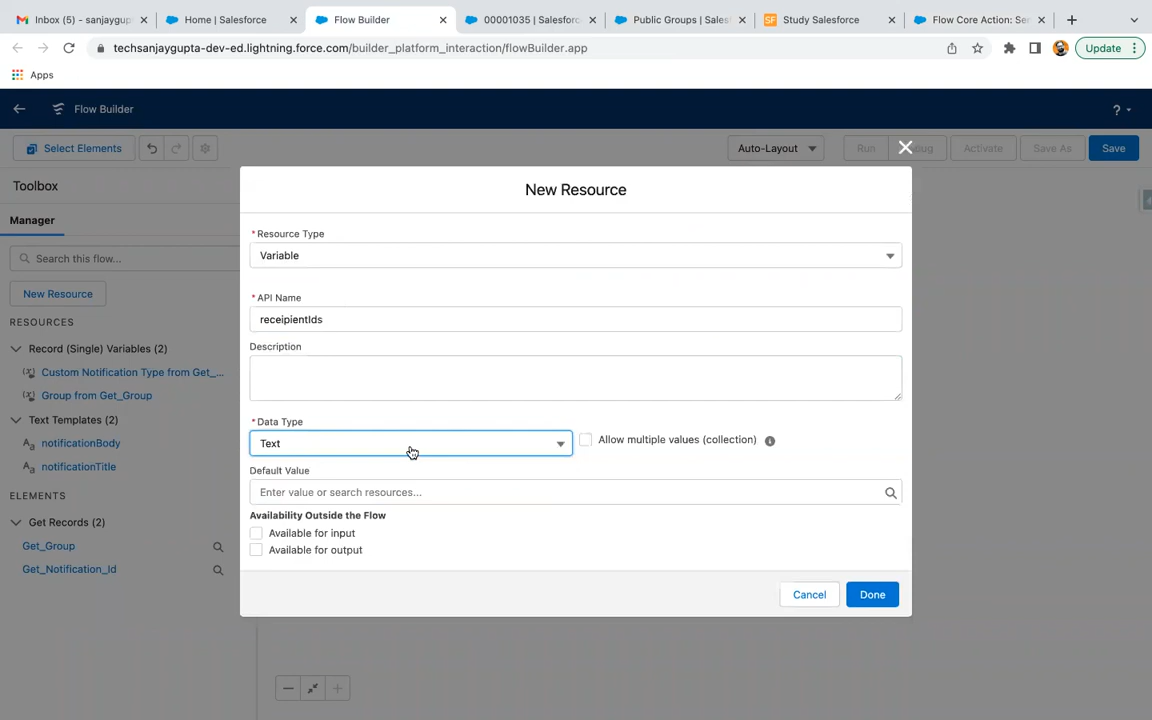 Inbox (5) - sanjaygup
Home | Salesforce
Flow Builder
00001035 | Salesforc
Public Groups | Sales
SF Study Salesforce
Flow Core Action: Se
techsanjaygupta-dev-ed.lightning.force.com/builder_platform_interaction/flowBuilder.app
Update
Apps
Flow Builder
?
Select Elements
Auto-Layout
Run
bug
Activate
Save As
Save
Toolbox
Manager
Search this flow...
New Resource
RESOURCES
Record (Single) Variables (2)
Custom Notification Type from Get_...
Group from Get_Group
Text Templates (2)
notificationBody
notificationTitle
ELEMENTS
Get Records (2)
Get_Group
Get_Notification_Id
New Resource
* Resource Type
Variable
* API Name
receipientIds
Description
* Data Type
Text
Allow multiple values (collection)
Default Value
Enter value or search resources...
Availability Outside the Flow
Available for input
Available for output
Cancel
Done